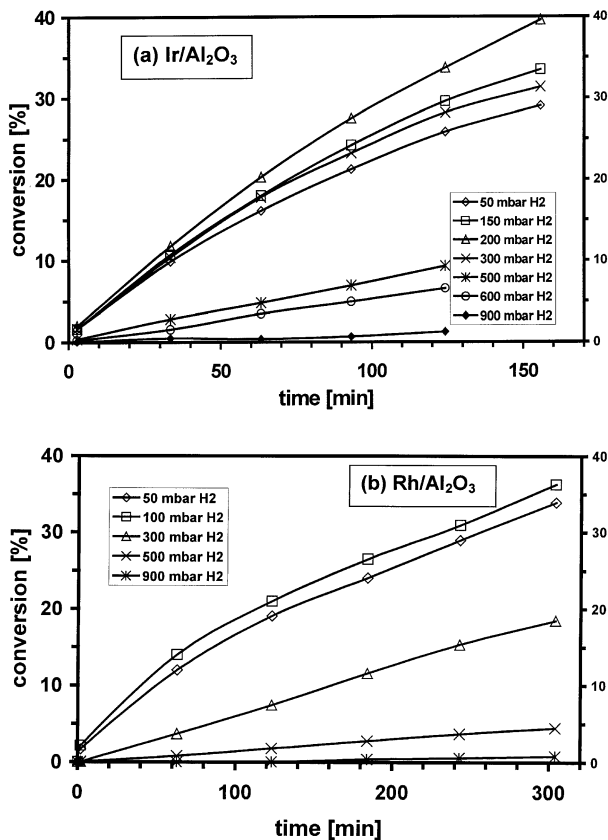 (a) Ir/Al2O3
conversion [%]
40
30
20
10
0
40
30
20
10
0
50 mbar H2
150 mbar H2
200 mbar H2
300 mbar H2
500 mbar H2
600 mbar H2
900 mbar H2
0
50
100
150
time [min]
(b) Rh/Al2O3
conversion [%]
40
30
20
10
0
40
30
20
10
0
50 mbar H2
100 mbar H2
300 mbar H2
500 mbar H2
900 mbar H2
0
100
200
300
time [min]